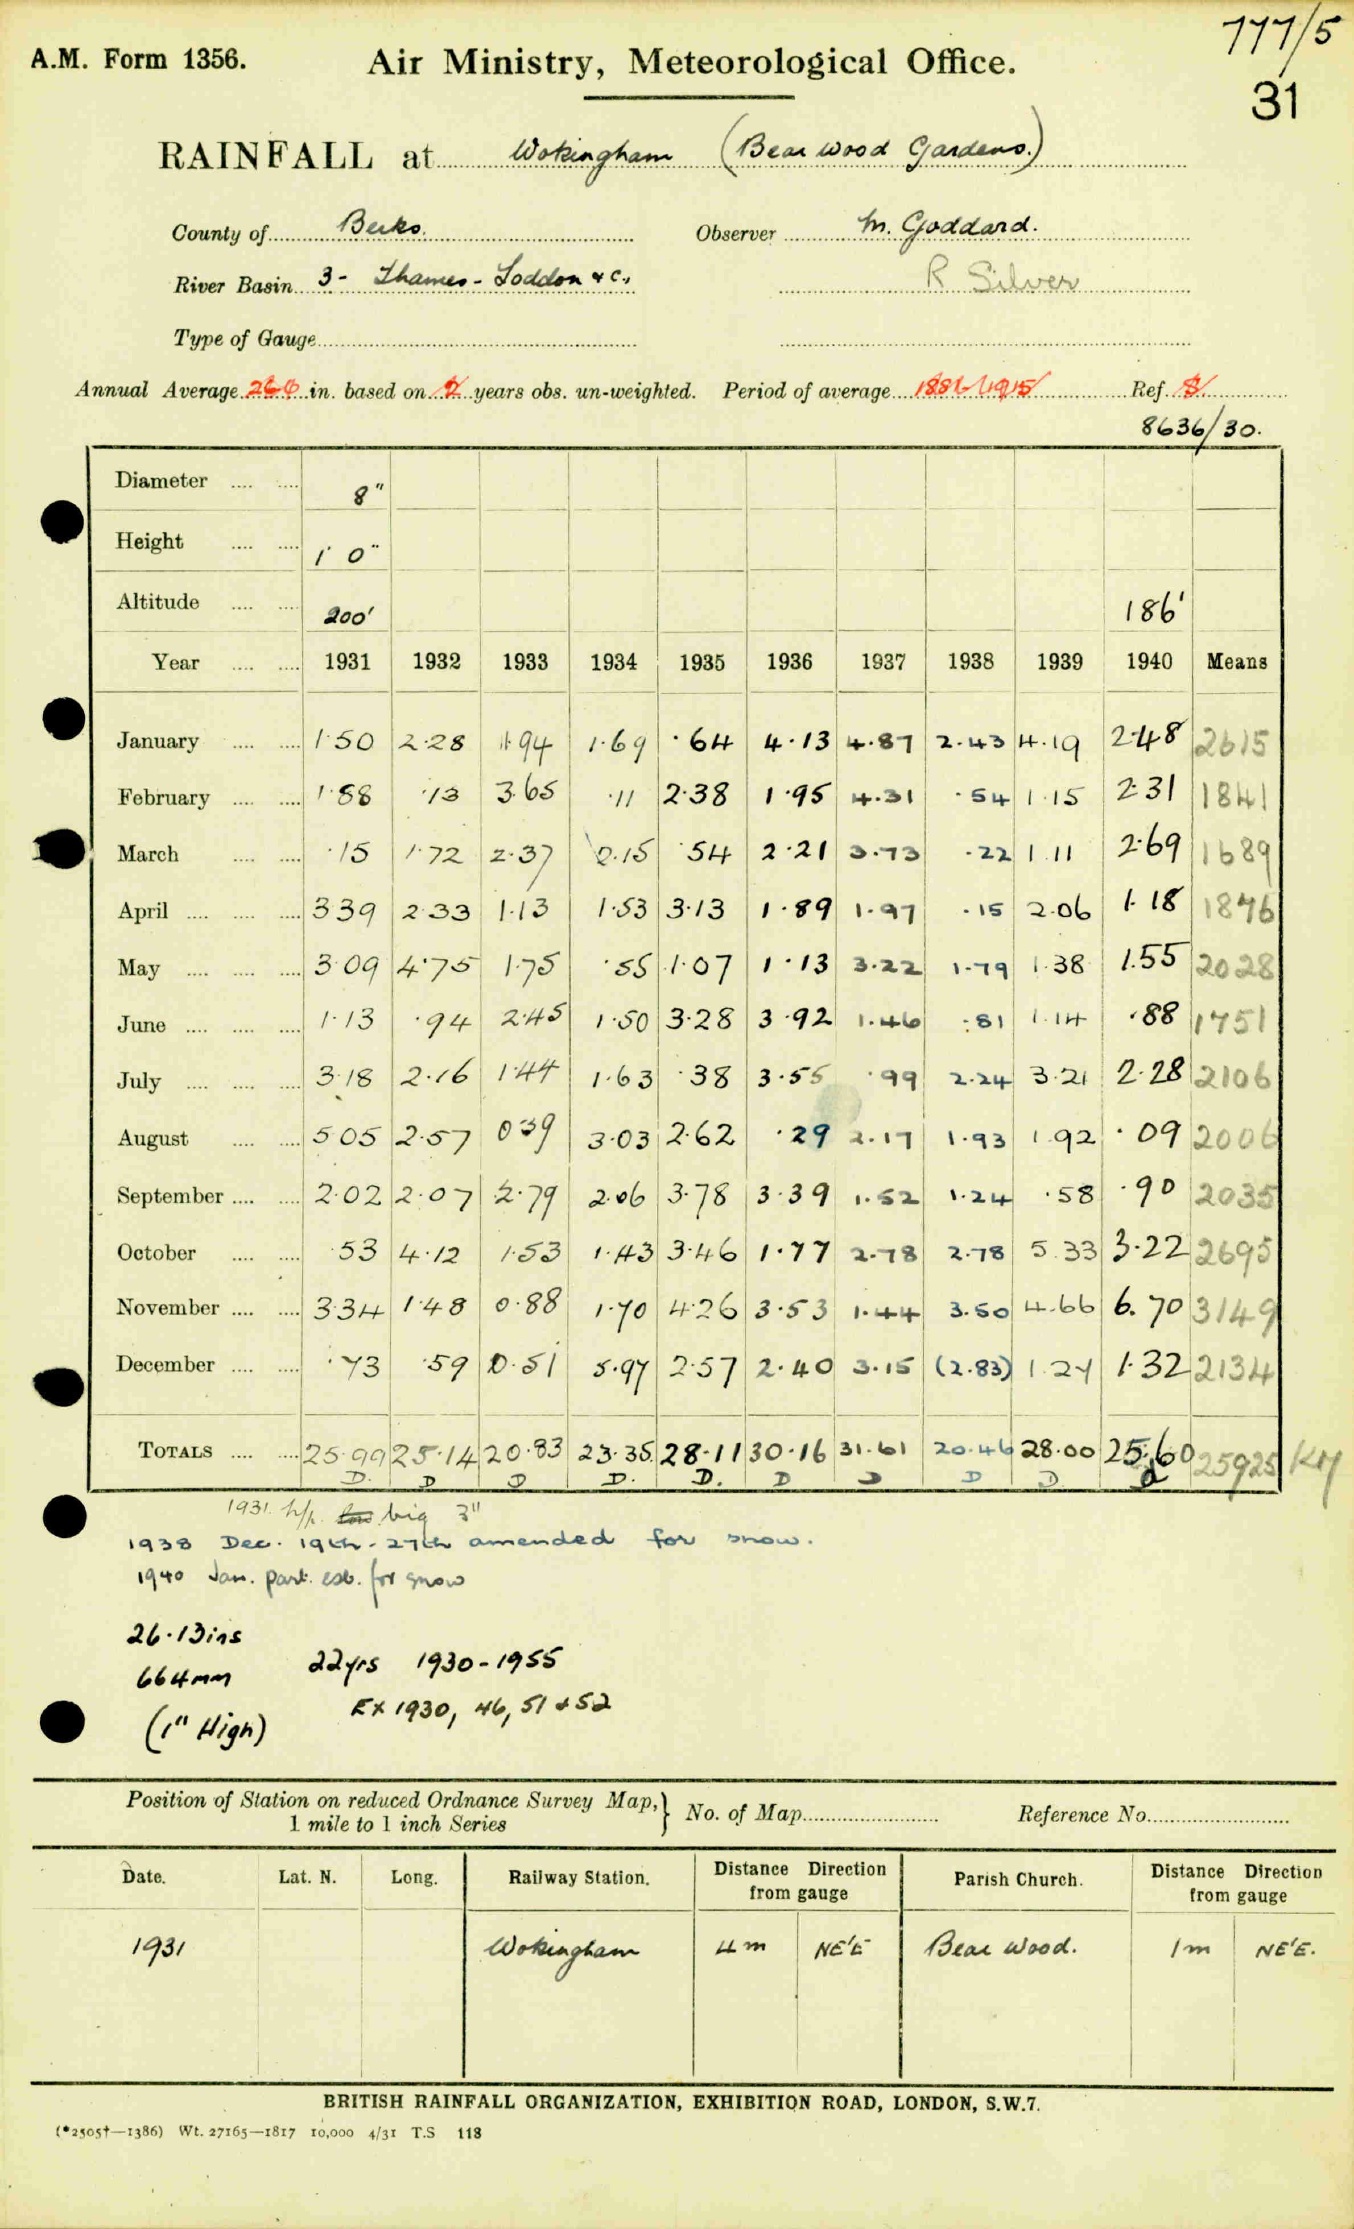 777/5
A.M. Form 1356. Air Ministry, Meteorological Office.
31
RAINFALL at Wokingham (Bear Wood Gardens.)
County of Berks. Observer M. Goddard.
River Basin 3- Thames - Loddon & C., R Silver
Type of Gauge
Annual Average in. based on years obs. un-weighted. Period of average 1881-1915 Ref. 8
8636/30.
Diameter 8"
Height 1' 0"
Altitude 200' 186'
Year 1931 1932 1933 1934 1935 1936 1937 1938 1939 1940 Means
January 1.50 2.28 1.94 1.69 .64 4.13 4.87 2.43 4.19 2.48 2615
February 1.88 .13 3.65 .11 2.38 1.95 4.31 .54 1.15 2.31 1841
March .15 1.72 2.37 2.15 .54 2.21 3.73 .22 1.11 2.69 1689
April 3.39 2.33 1.13 1.53 3.13 1.89 1.97 .15 2.06 1.18 1876
May 3.09 4.75 1.75 .55 1.07 1.13 3.22 1.79 1.38 1.55 2028
June 1.13 .94 2.45 1.50 3.28 3.92 1.46 .81 1.14 .88 1751
July 3.18 2.16 1.44 1.63 .38 3.55 .99 2.24 3.21 2.28 2106
August 5.05 2.57 0.39 3.03 2.62 .29 2.17 1.93 1.92 .09 2006
September 2.02 2.07 2.79 2.06 3.78 3.39 1.52 1.24 .58 .90 2035
October .53 4.12 1.53 1.43 3.46 1.77 2.78 2.78 5.33 3.22 2695
November 3.34 1.48 0.88 1.70 4.26 3.53 1.44 3.50 4.66 6.70 3149
December .73 .59 0.51 5.97 2.57 2.40 3.15 (2.83) 1.27 1.32 2134
TOTALS 25.99 25.14 20.83 23.35 28.11 30.16 31.61 20.46 28.00 25.60 25925
D. D D D. D. D D D D d
1931 big 3"
1938 Dec. 19th - 27th amended for snow.
1940 Jan. part. est. for snow
26.13ins
664mm 22yrs 1930-1955
(1" High) Ex 1930, 46, 51 & 52
Position of Station on reduced Ordnance Survey Map, 1 mile to 1 inch Series } No. of Map Reference No.
Date. Lat. N. Long. Railway Station. Distance Direction from gauge Parish Church. Distance Direction from gauge
1931 Wokingham 4m NE'E Bear Wood. 1m NE'E.
BRITISH RAINFALL ORGANIZATION, EXHIBITION ROAD, LONDON, S.W.7.
(*2505†—1386) Wt. 27165—1817 10,000 4/31 T.S 118